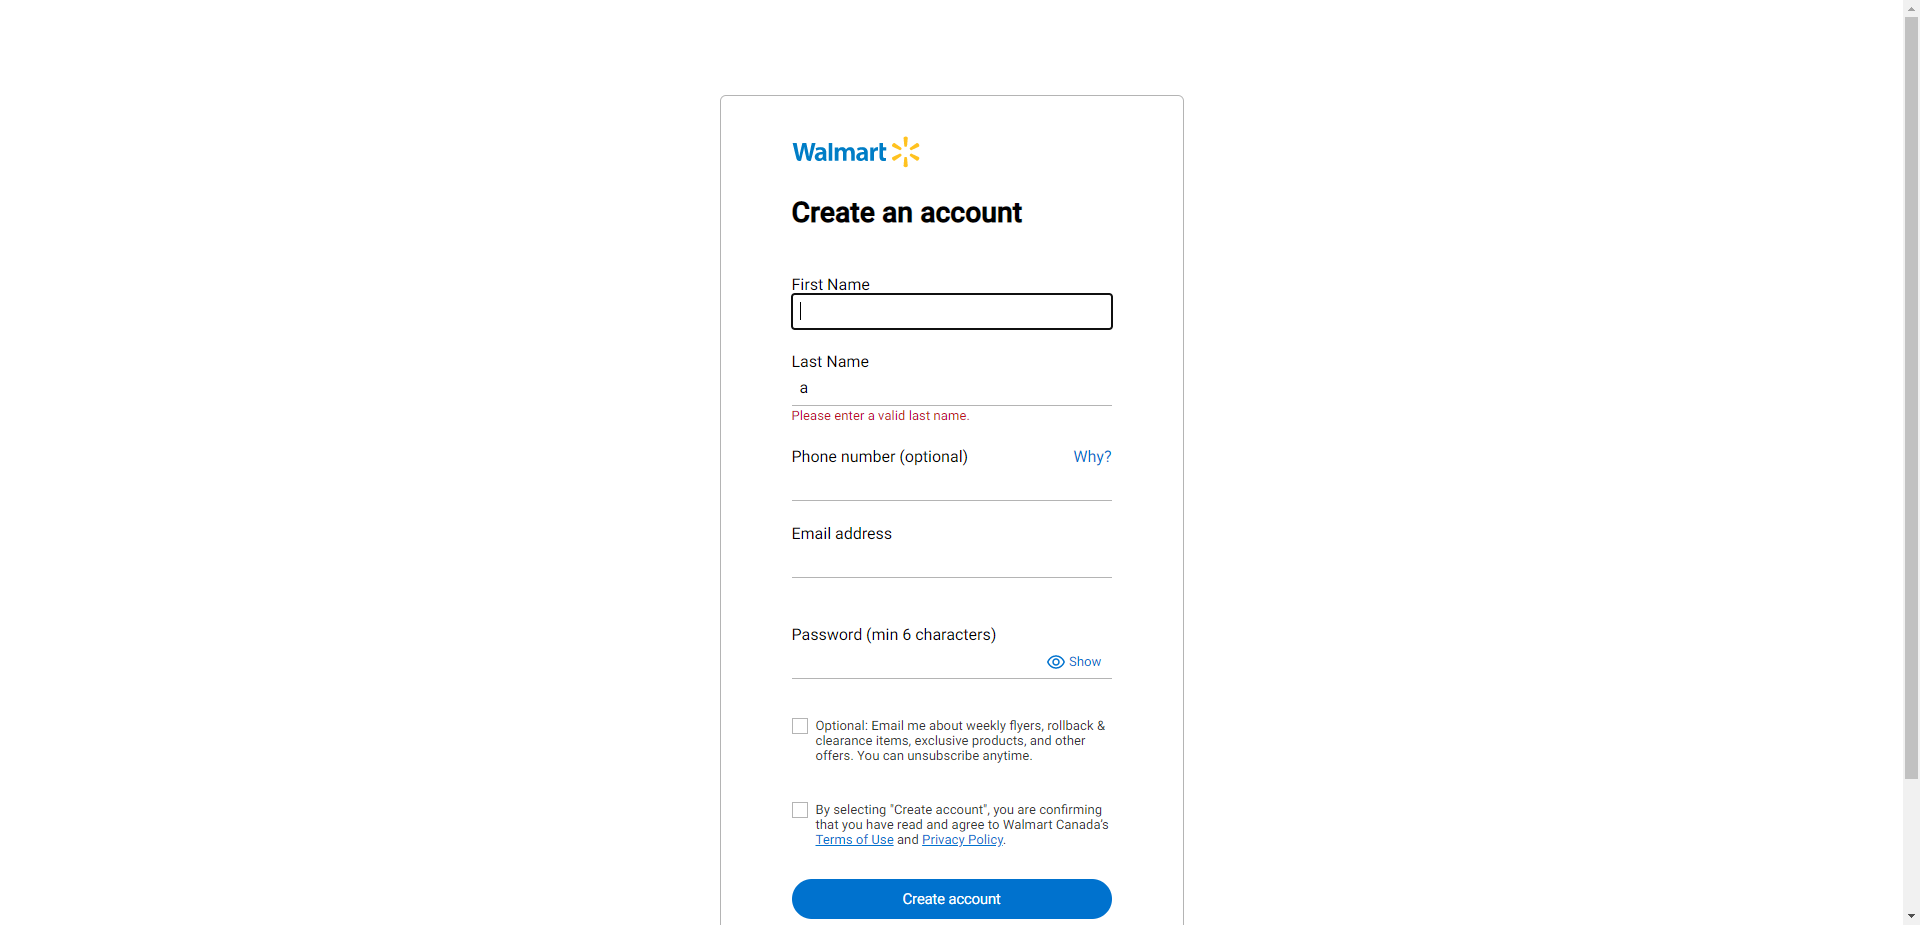 Walmart
Create an account
First Name
Last Name
a
Please enter a valid last name.
Phone number (optional) Why?
Email address
Password (min 6 characters)
Show
Optional: Email me about weekly flyers, rollback &
clearance items, exclusive products, and other
offers. You can unsubscribe anytime.
By selecting "Create account", you are confirming
that you have read and agree to Walmart Canada's
Terms of Use and Privacy Policy.
Create account